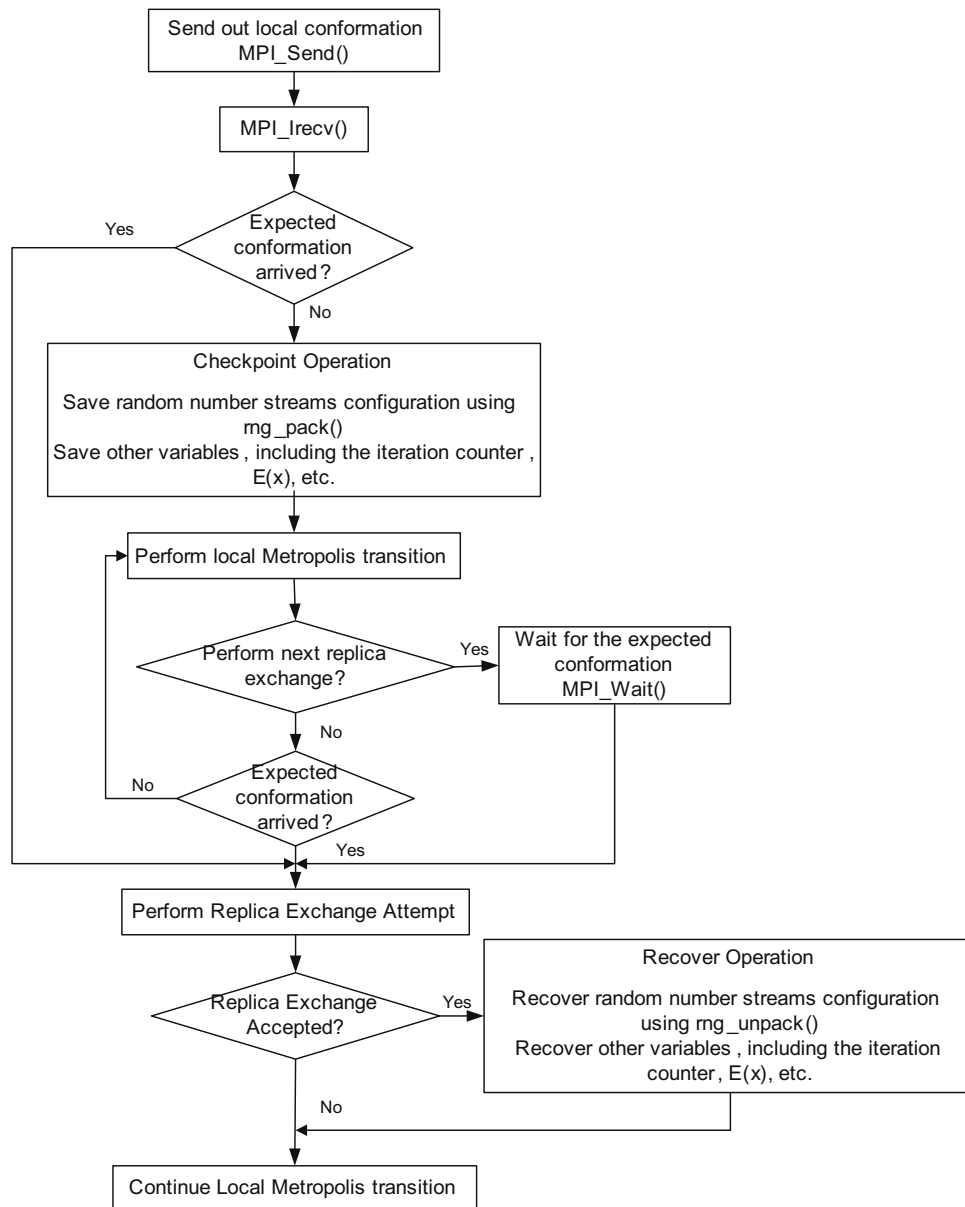 Send out local conformation
MPI_Send()
MPI_Irecv()
Yes
Expected
conformation
arrived?
No
Checkpoint Operation
Save random number streams configuration using
rng_pack()
Save other variables, including the iteration counter,
E(x), etc.
Perform local Metropolis transition
Perform next replica
exchange?
Yes
Wait for the expected
conformation
MPI_Wait()
No
No
Expected
conformation
arrived?
Yes
Perform Replica Exchange Attempt
Replica Exchange
Accepted?
Yes
Recover Operation
Recover random number streams configuration
using rng_unpack()
Recover other variables, including the iteration
counter, E(x), etc.
No
Continue Local Metropolis transition